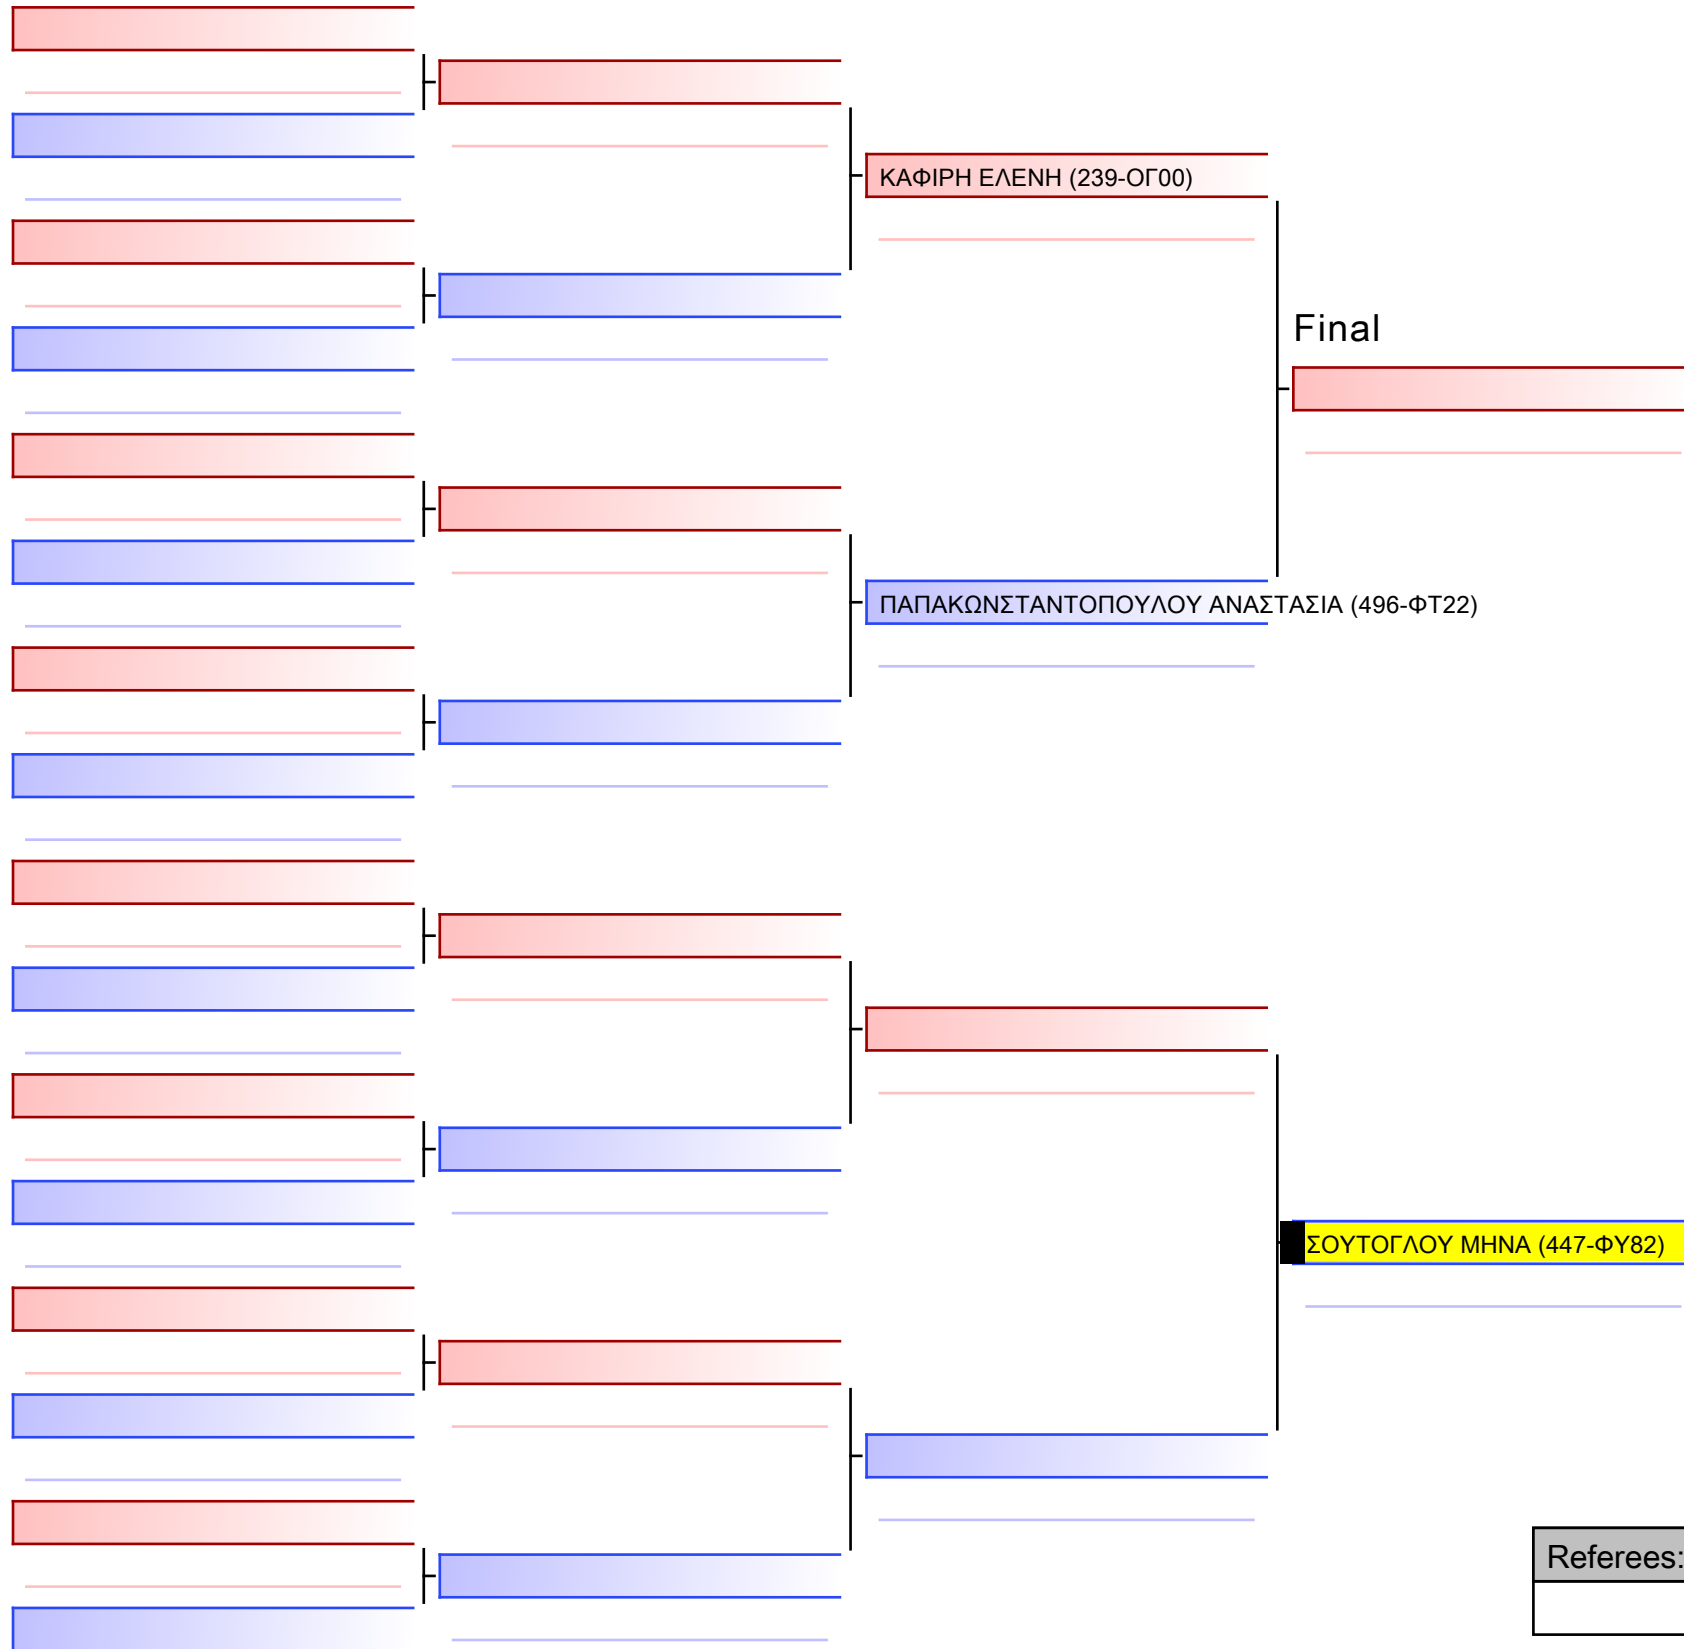 ΚΑΦΙΡΗ ΕΛΕΝΗ (239-ΟΓ00)
Final
ΠΑΠΑΚΩΝΣΤΑΝΤΟΠΟΥΛΟΥ ΑΝΑΣΤΑΣΙΑ (496-ΦΤ22)
ΣΟΥΤΟΓΛΟΥ ΜΗΝΑ (447-ΦΥ82)
Referees: